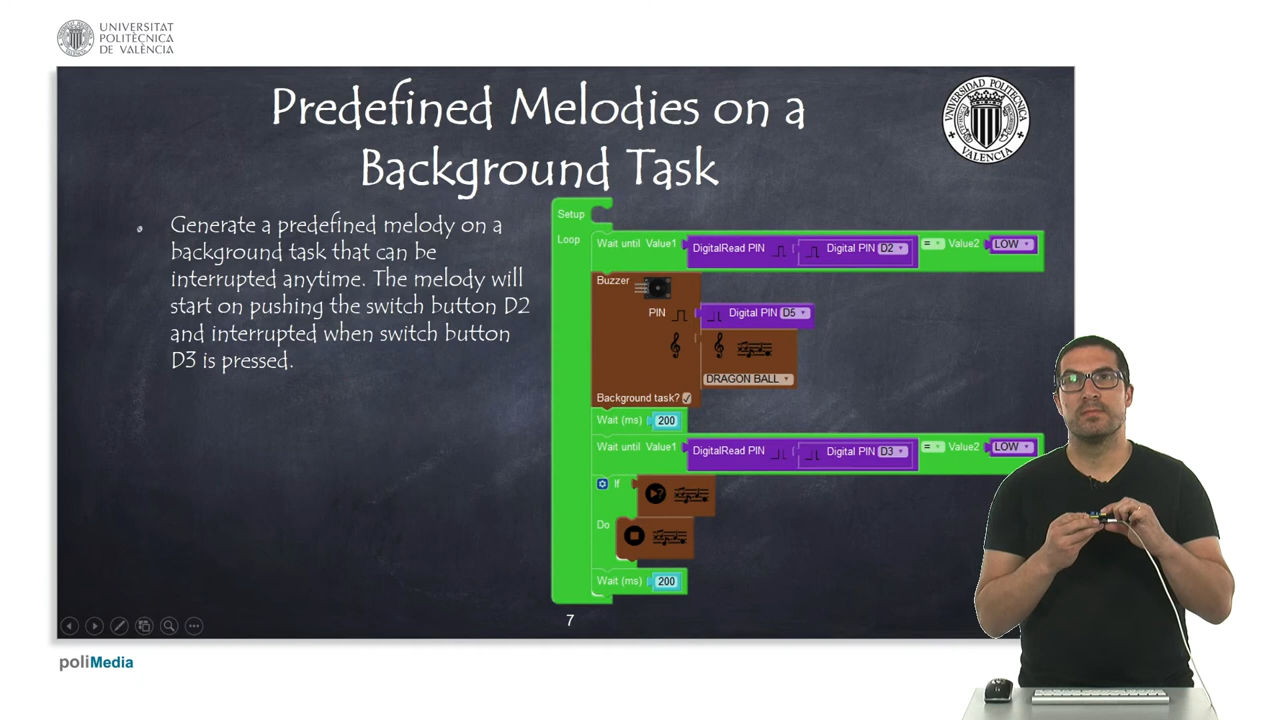 UNIVERSITAT
POLITÈCNICA
DE VALÈNCIA
Predefined Melodies on a
Background Task
UNIVERSIDAD POLITECNICA
VALENCIA
Generate a predefined melody on a
background task that can be
interrupted anytime. The melody will
start on pushing the switch button D2
and interrupted when switch button
D3 is pressed.
Setup
Loop
Wait until Value1 DigitalRead PIN Digital PIN D2 = Value2 LOW
Buzzer
PIN Digital PIN D5
DRAGON BALL
Background task?
Wait (ms) 200
Wait until Value1 DigitalRead PIN Digital PIN D3 = Value2 LOW
If
Do
Wait (ms) 200
7
poliMedia